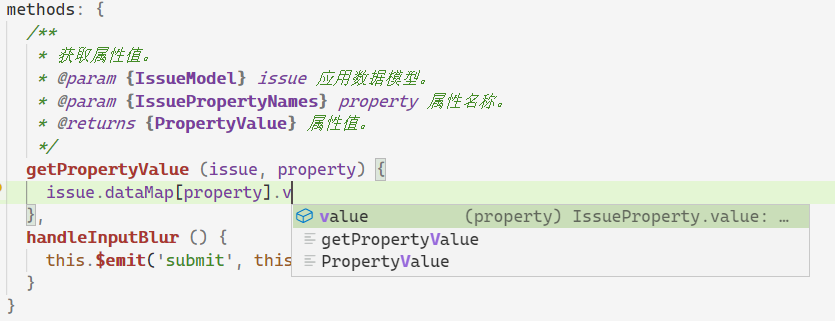 methods: {
/**
* 获取属性值。
* @param {IssueModel} issue 应用数据模型。
* @param {IssuePropertyNames} property 属性名称。
* @returns {PropertyValue} 属性值。
*/
getPropertyValue (issue, property) {
issue.dataMap[property].v
},
value (property) IssueProperty.value: …
handleInputBlur () {
getPropertyValue
this.$emit('submit', this
PropertyValue
}
}